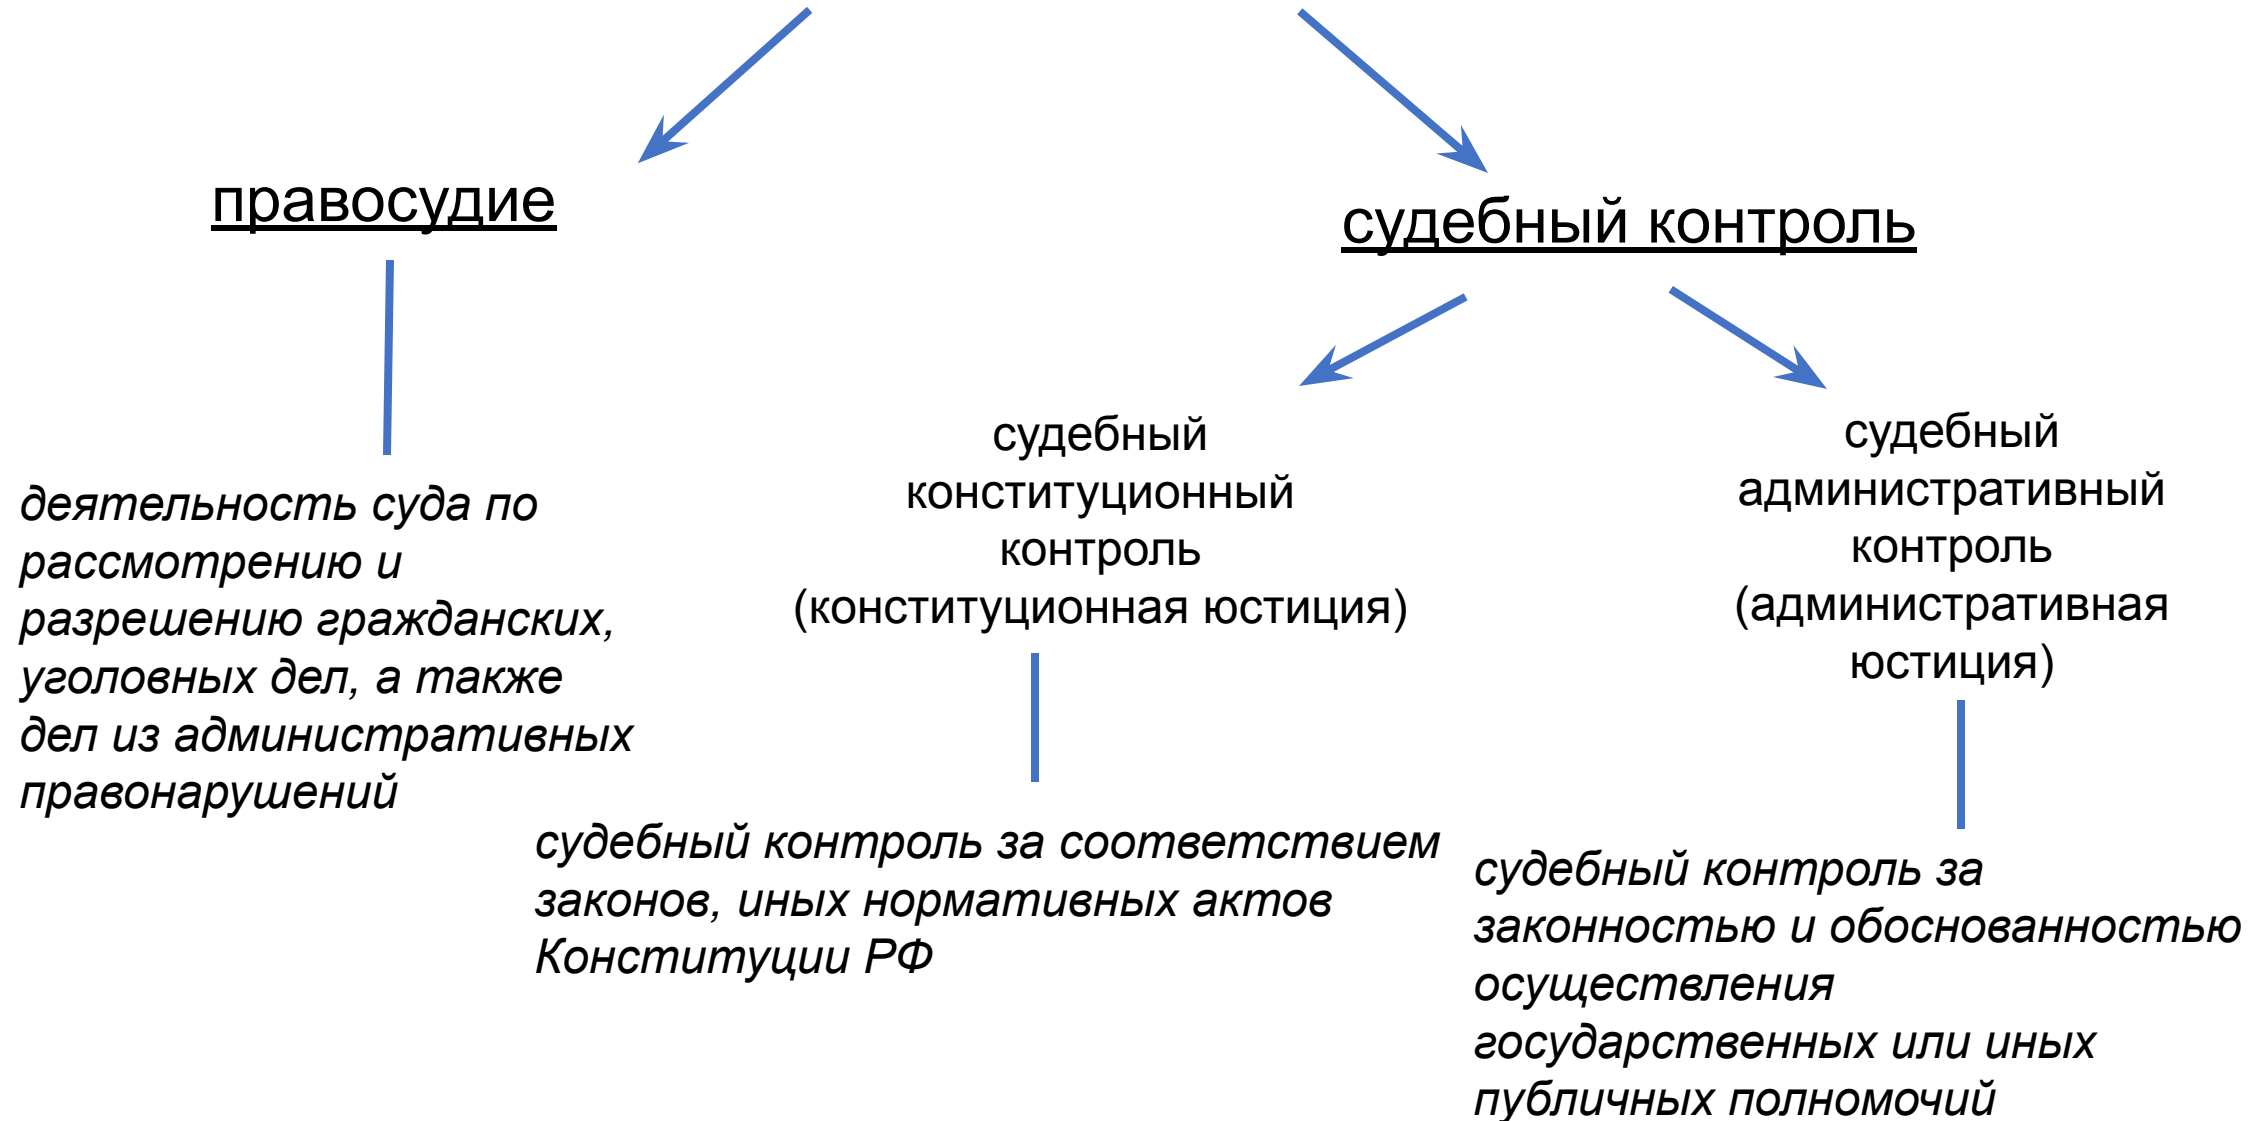 правосудие
судебный контроль
деятельность суда по
рассмотрению и
разрешению гражданских,
уголовных дел, а также
дел из административных
правонарушений
судебный
конституционный
контроль
(конституционная юстиция)
судебный контроль за соответствием
законов, иных нормативных актов
Конституции РФ
судебный
административный
контроль
(административная
юстиция)
судебный контроль за
законностью и обоснованностью
осуществления
государственных или иных
публичных полномочий